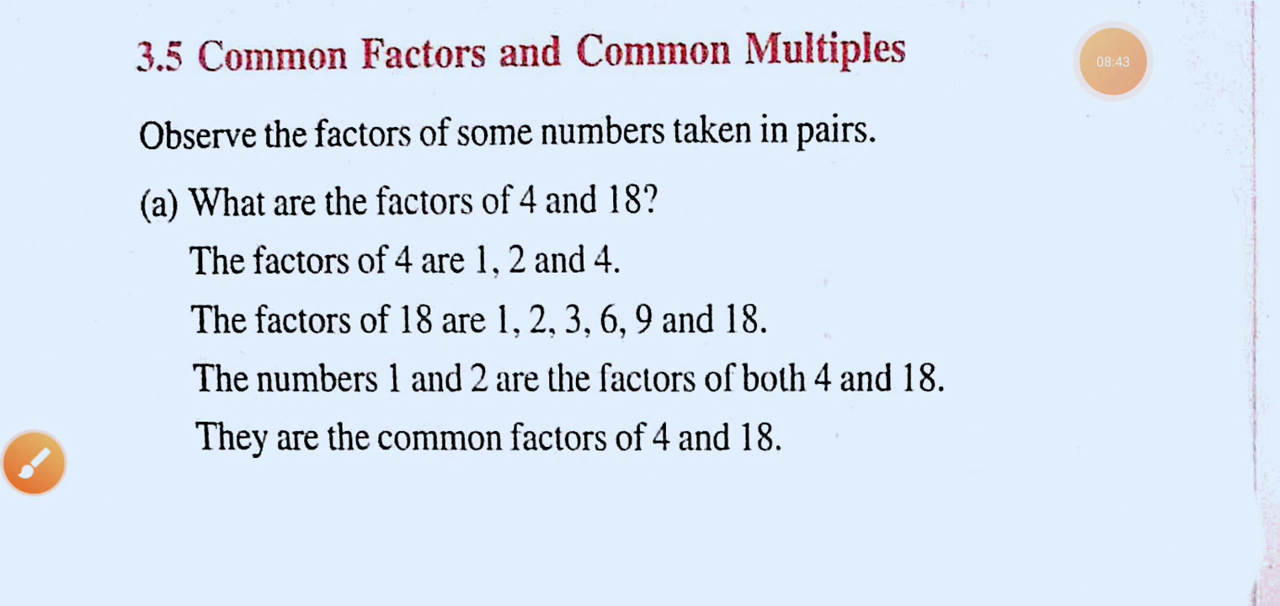 3.5 Common Factors and Common Multiples
08:43
Observe the factors of some numbers taken in pairs.
(a) What are the factors of 4 and 18?
The factors of 4 are 1, 2 and 4.
The factors of 18 are 1, 2, 3, 6, 9 and 18.
The numbers 1 and 2 are the factors of both 4 and 18.
They are the common factors of 4 and 18.